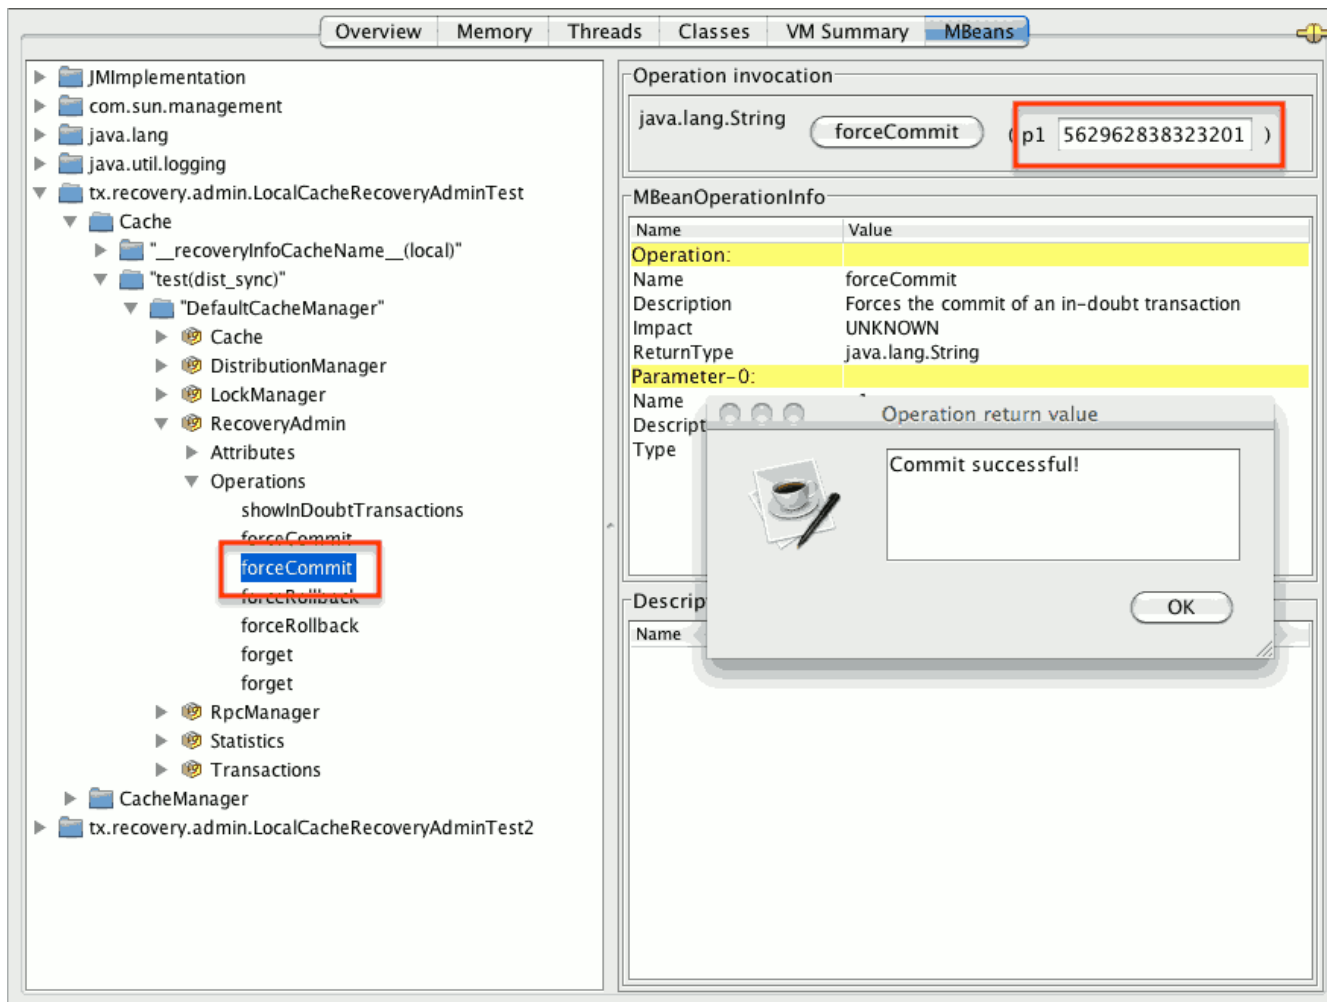 Overview Memory Threads Classes VM Summary MBeans
JMImplementation
com.sun.management
java.lang
java.util.logging
tx.recovery.admin.LocalCacheRecoveryAdminTest
Cache
"__recoveryInfoCacheName__(local)"
"test(dist_sync)"
"DefaultCacheManager"
Cache
DistributionManager
LockManager
RecoveryAdmin
Attributes
Operations
showInDoubtTransactions
forceCommit
forceCommit
forceRollback
forceRollback
forget
forget
RpcManager
Statistics
Transactions
CacheManager
tx.recovery.admin.LocalCacheRecoveryAdminTest2
Operation invocation
java.lang.String forceCommit ( p1 562962838323201 )
MBeanOperationInfo
Name Value
Operation:
Name forceCommit
Description Forces the commit of an in-doubt transaction
Impact UNKNOWN
ReturnType java.lang.String
Parameter-0:
Name
Descript
Type
Descrip
Name
Operation return value
Commit successful!
OK